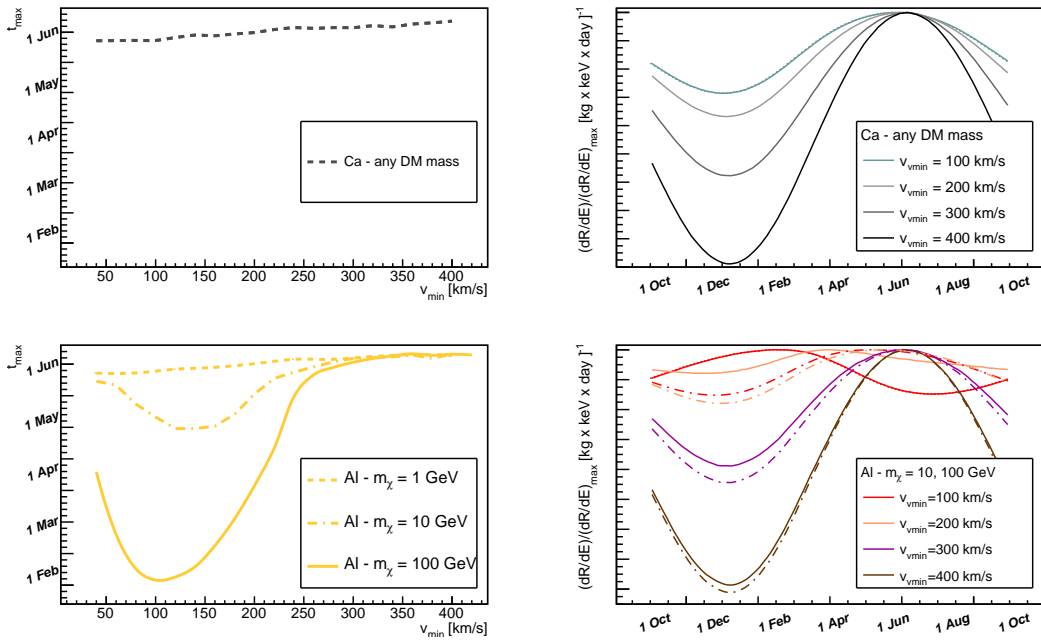 t_max
1 Jun
1 May
1 Apr
1 Mar
1 Feb
Ca - any DM mass
50 100 150 200 250 300 350 400
v_min [km/s]
(dR/dE)/(dR/dE)_max [kg x keV x day ]^-1
Ca - any DM mass
v_vmin = 100 km/s
v_vmin = 200 km/s
v_vmin = 300 km/s
v_vmin = 400 km/s
1 Oct 1 Dec 1 Feb 1 Apr 1 Jun 1 Aug 1 Oct
t_max
1 Jun
1 May
1 Apr
1 Mar
1 Feb
Al - m_χ = 1 GeV
Al - m_χ = 10 GeV
Al - m_χ = 100 GeV
50 100 150 200 250 300 350 400
v_min [km/s]
(dR/dE)/(dR/dE)_max [kg x keV x day ]^-1
Al - m_χ = 10, 100 GeV
v_vmin=100 km/s
v_vmin=200 km/s
v_vmin=300 km/s
v_vmin=400 km/s
1 Oct 1 Dec 1 Feb 1 Apr 1 Jun 1 Aug 1 Oct